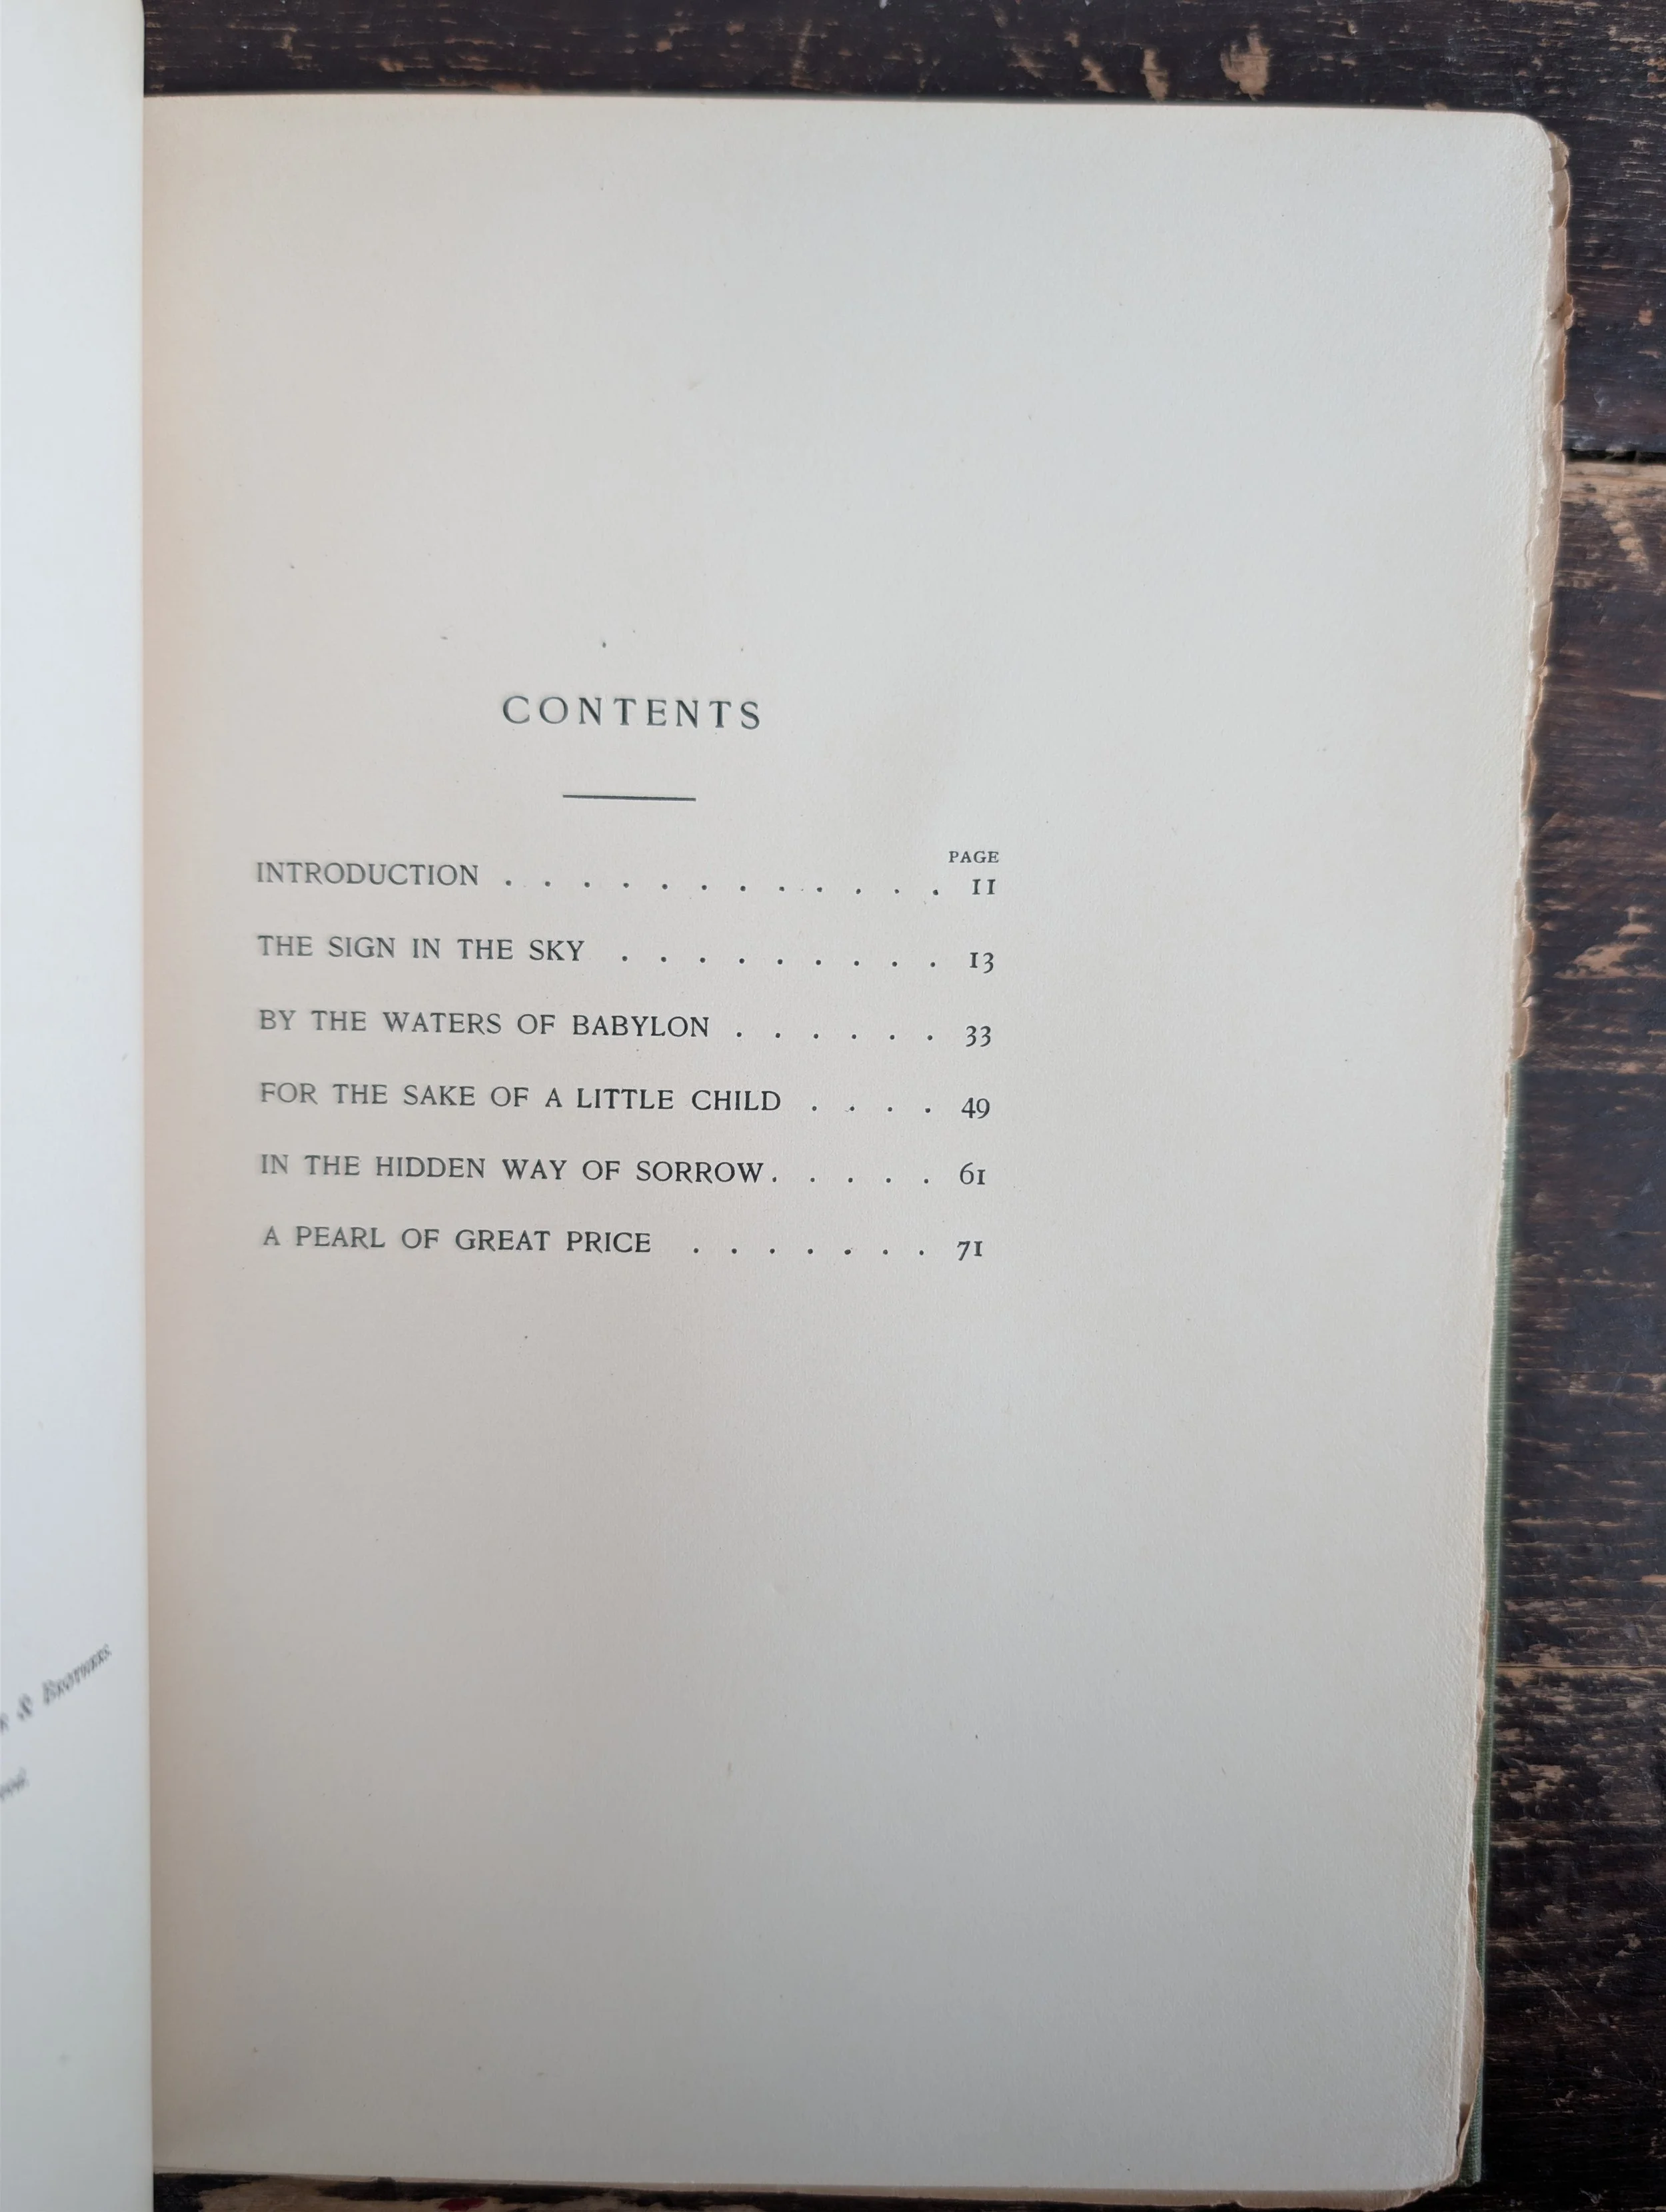 & BROTHERS.
CONTENTS
PAGE
INTRODUCTION . . . . . . . . . . . . 11
THE SIGN IN THE SKY . . . . . . . . . 13
BY THE WATERS OF BABYLON . . . . . . 33
FOR THE SAKE OF A LITTLE CHILD . . . . 49
IN THE HIDDEN WAY OF SORROW . . . . . 61
A PEARL OF GREAT PRICE . . . . . . . 71